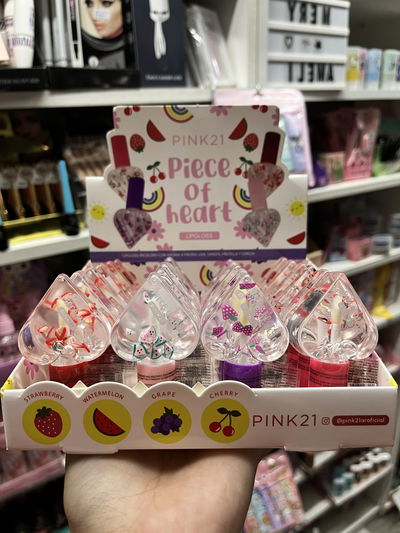 PINK21
Piece
of
heart
LIPGLOSS
STRAWBERRY
WATERMELON
GRAPE
CHERRY
PINK21
@pink21aroficial